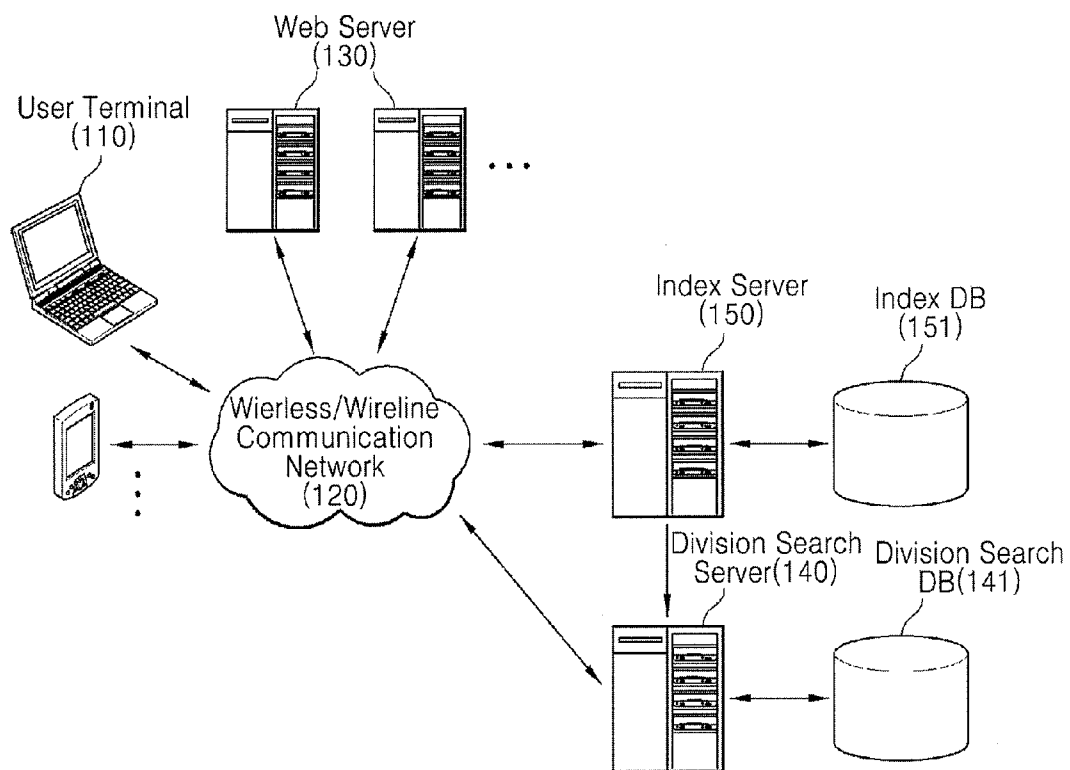 Web Server
(130)
User Terminal
(110)
Index Server
(150)
Index DB
(151)
Wierless/Wireline
Communication
Network
(120)
Division Search
Server(140)
Division Search
DB(141)